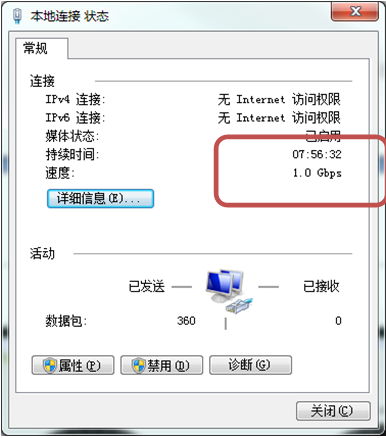 本地连接 状态
常规
连接
IPv4 连接: 无 Internet 访问权限
IPv6 连接: 无 Internet 访问权限
媒体状态: 已启用
持续时间: 07:56:32
速度: 1.0 Gbps
详细信息(E)...
活动
已发送 已接收
数据包: 360 0
属性(P) 禁用(D) 诊断(G)
关闭(C)